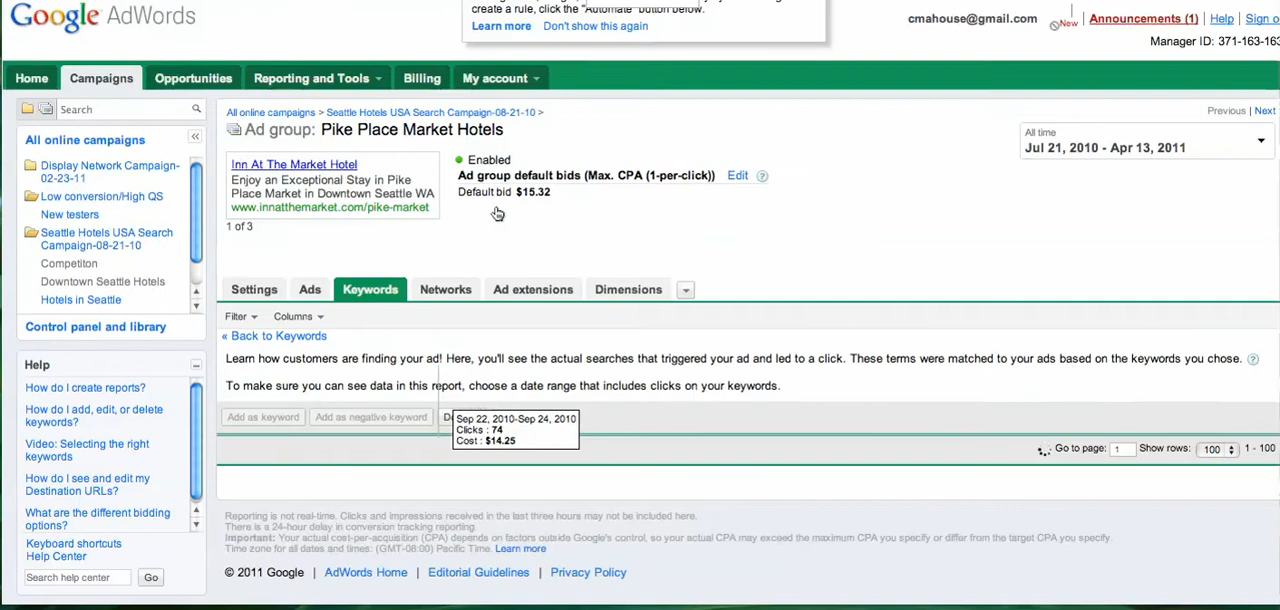 create a rule, click the "Automate" button below.
Learn more Don't show this again
Google AdWords
cmahouse@gmail.com New Announcements (1) | Help | Sign o
Manager ID: 371-163-163
Home Campaigns Opportunities Reporting and Tools Billing My account
Search
All online campaigns
Display Network Campaign-
02-23-11
Low conversion/High QS
New testers
Seattle Hotels USA Search
Campaign-08-21-10
Competiton
Downtown Seattle Hotels
Hotels in Seattle
Control panel and library
Help
How do I create reports?
How do I add, edit, or delete
keywords?
Video: Selecting the right
keywords
How do I see and edit my
Destination URLs?
What are the different bidding
options?
Keyboard shortcuts
Help Center
Search help center Go
All online campaigns > Seattle Hotels USA Search Campaign-08-21-10 >
Previous | Next
Ad group: Pike Place Market Hotels
All time
Jul 21, 2010 - Apr 13, 2011
Inn At The Market Hotel
Enjoy an Exceptional Stay in Pike
Place Market in Downtown Seattle WA
www.innatthemarket.com/pike-market
1 of 3
Enabled
Ad group default bids (Max. CPA (1-per-click)) Edit ?
Default bid $15.32
Settings Ads Keywords Networks Ad extensions Dimensions
Filter Columns
« Back to Keywords
Learn how customers are finding your ad! Here, you'll see the actual searches that triggered your ad and led to a click. These terms were matched to your ads based on the keywords you chose. ?
To make sure you can see data in this report, choose a date range that includes clicks on your keywords.
Add as keyword Add as negative keyword
Sep 22, 2010-Sep 24, 2010
Clicks : 74
Cost : $14.25
Go to page: 1 Show rows: 100 1 - 100
Reporting is not real-time. Clicks and impressions received in the last three hours may not be included here.
There is a 24-hour delay in conversion tracking reporting.
Important: Your actual cost-per-acquisition (CPA) depends on factors outside Google's control, so your actual CPA may exceed the maximum CPA you specify or differ from the target CPA you specify.
Time zone for all dates and times: (GMT-08:00) Pacific Time. Learn more
© 2011 Google | AdWords Home | Editorial Guidelines | Privacy Policy